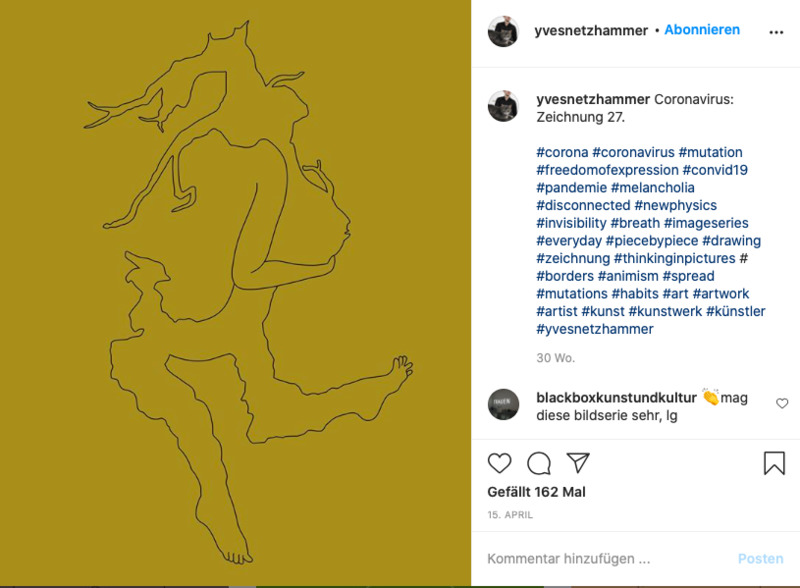 yvesnetzhammer • Abonnieren
yvesnetzhammer Coronavirus:
Zeichnung 27.
#corona #coronavirus #mutation
#freedomofexpression #convid19
#pandemie #melancholia
#disconnected #newphysics
#invisibility #breath #imageseries
#everyday #piecebypiece #drawing
#zeichnung #thinkinginpictures #
#borders #animism #spread
#mutations #habits #art #artwork
#artist #kunst #kunstwerk #künstler
#yvesnetzhammer
30 Wo.
blackboxkunstundkultur 👏mag
diese bildserie sehr, lg
Gefällt 162 Mal
15. APRIL
Kommentar hinzufügen ... Posten